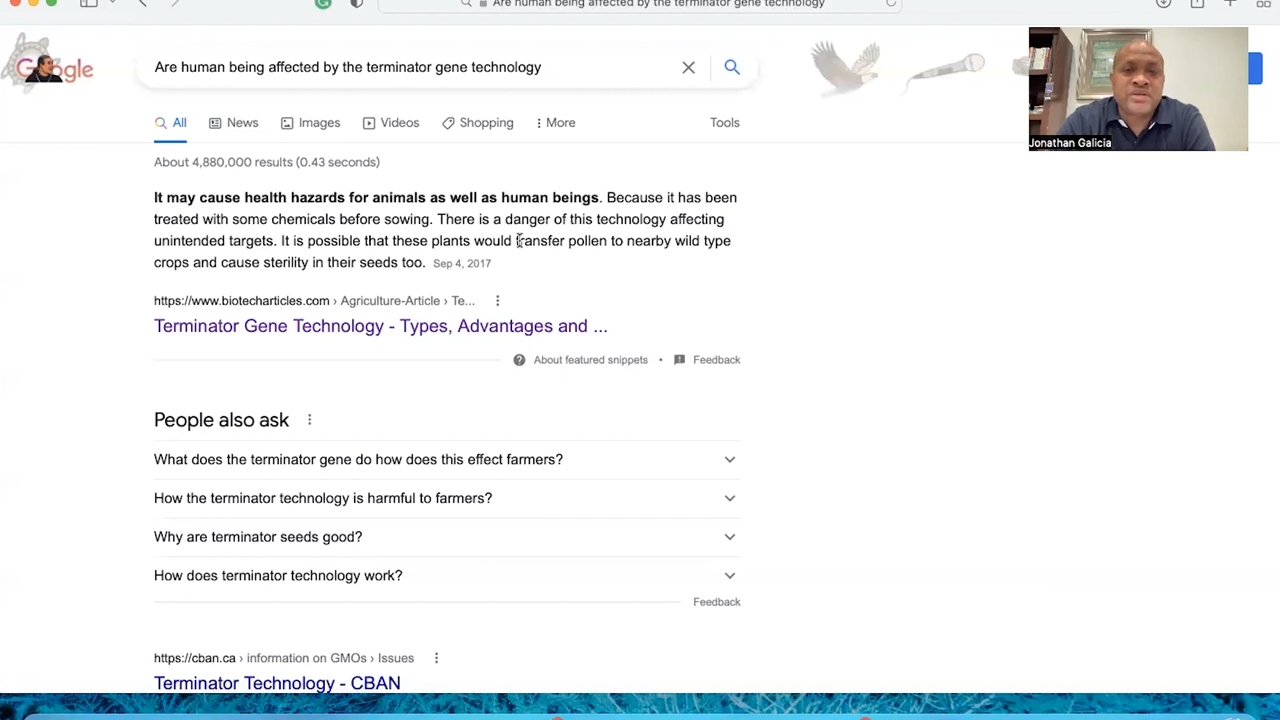 Are human being affected by the terminator gene technology
Google
Are human being affected by the terminator gene technology
All
News
Images
Videos
Shopping
More
Tools
Jonathan Galicia
About 4,880,000 results (0.43 seconds)
It may cause health hazards for animals as well as human beings. Because it has been
treated with some chemicals before sowing. There is a danger of this technology affecting
unintended targets. It is possible that these plants would transfer pollen to nearby wild type
crops and cause sterility in their seeds too. Sep 4, 2017
https://www.biotecharticles.com › Agriculture-Article › Te...
Terminator Gene Technology - Types, Advantages and ...
About featured snippets • Feedback
People also ask
What does the terminator gene do how does this effect farmers?
How the terminator technology is harmful to farmers?
Why are terminator seeds good?
How does terminator technology work?
Feedback
https://cban.ca › information on GMOs › Issues
Terminator Technology - CBAN